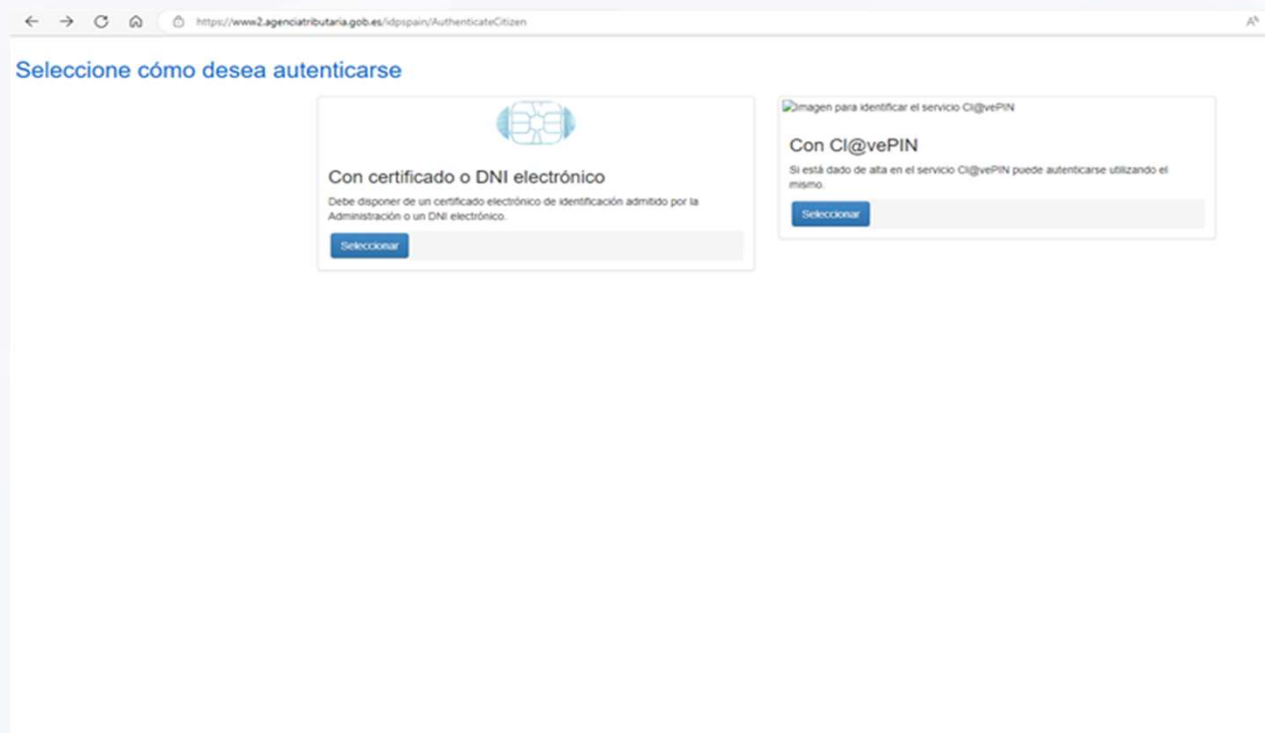 https://www2.agenciatributaria.gob.es/idpspain/AuthenticateCitizen
Seleccione cómo desea autenticarse
Con certificado o DNI electrónico
Debe disponer de un certificado electrónico de identificación admitido por la
Administración o un DNI electrónico.
Seleccionar
Imagen para identificar el servicio Cl@vePIN
Con Cl@vePIN
Si está dado de alta en el servicio Cl@vePIN puede autenticarse utilizando el
mismo.
Seleccionar